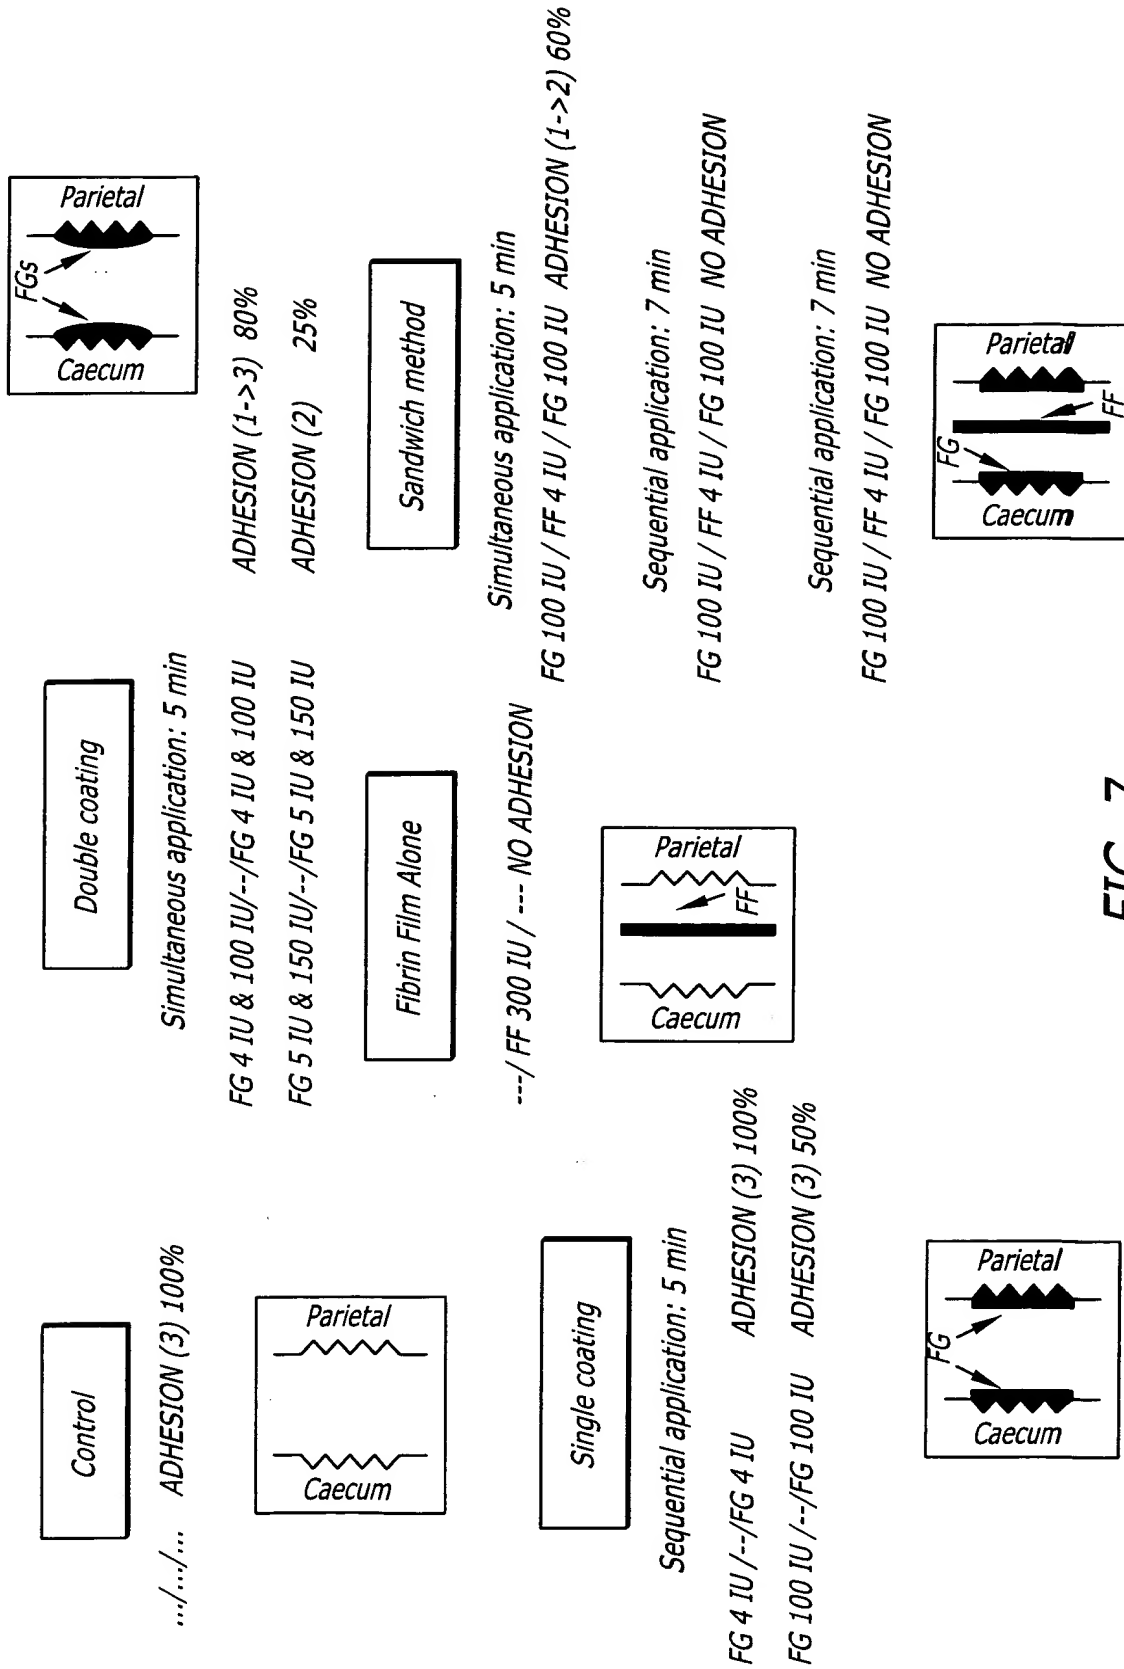 Control
.../.../... ADHESION (3) 100%
Parietal
Caecum
Single coating
Sequential application: 5 min
FG 4 IU /--/FG 4 IU ADHESION (3) 100%
FG 100 IU /--/FG 100 IU ADHESION (3) 50%
FG
Parietal
Caecum
Double coating
Simultaneous application: 5 min
FG 4 IU & 100 IU/--/FG 4 IU & 100 IU ADHESION (1->3) 80%
FG 5 IU & 150 IU/--/FG 5 IU & 150 IU ADHESION (2) 25%
FGs
Parietal
Caecum
Fibrin Film Alone
---/ FF 300 IU / --- NO ADHESION
Parietal
FF
Caecum
Sandwich method
Simultaneous application: 5 min
FG 100 IU / FF 4 IU / FG 100 IU ADHESION (1->2) 60%
Sequential application: 7 min
FG 100 IU / FF 4 IU / FG 100 IU NO ADHESION
Sequential application: 7 min
FG 100 IU / FF 4 IU / FG 100 IU NO ADHESION
FG
Parietal
FF
Caecum
FIG. 7